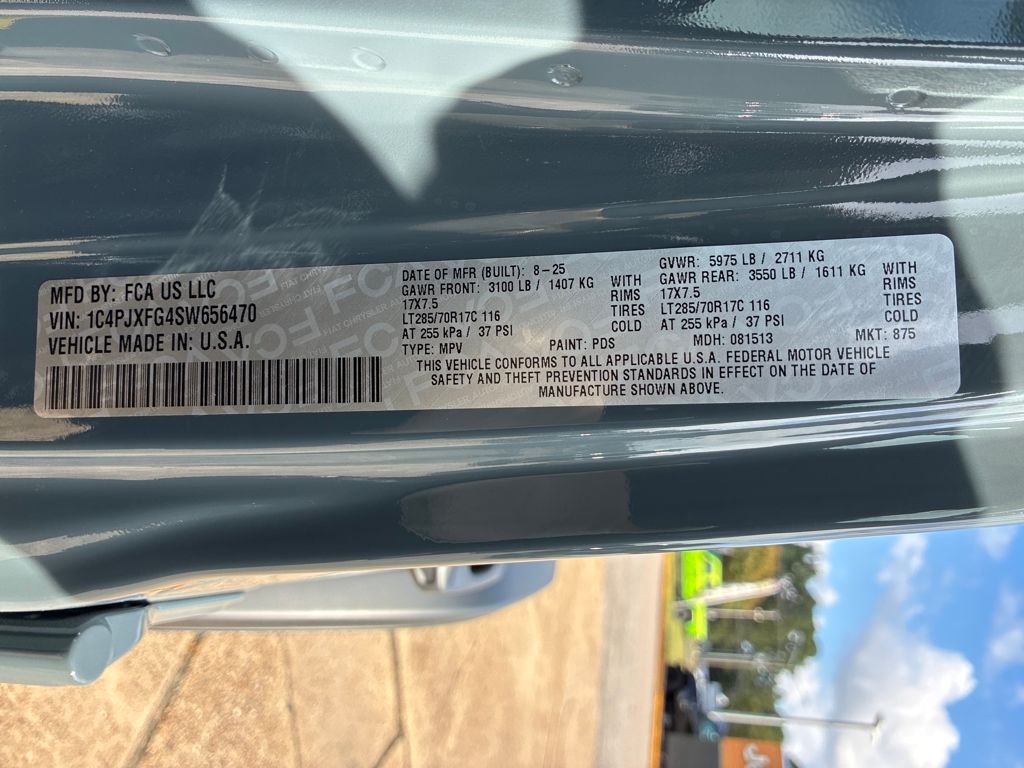 MFD BY: FCA US LLC
VIN: 1C4PJXFG4SW656470
VEHICLE MADE IN: U.S.A.
DATE OF MFR (BUILT): 8-25
GAWR FRONT: 3100 LB / 1407 KG WITH
17X7.5 RIMS
LT285/70R17C 116 TIRES
AT 255 kPa / 37 PSI COLD
GVWR: 5975 LB / 2711 KG
GAWR REAR: 3550 LB / 1611 KG WITH
17X7.5 RIMS
LT285/70R17C 116 TIRES
AT 255 kPa / 37 PSI COLD
TYPE: MPV PAINT: PDS MDH: 081513 MKT: 875
THIS VEHICLE CONFORMS TO ALL APPLICABLE U.S.A. FEDERAL MOTOR VEHICLE
SAFETY AND THEFT PREVENTION STANDARDS IN EFFECT ON THE DATE OF
MANUFACTURE SHOWN ABOVE.